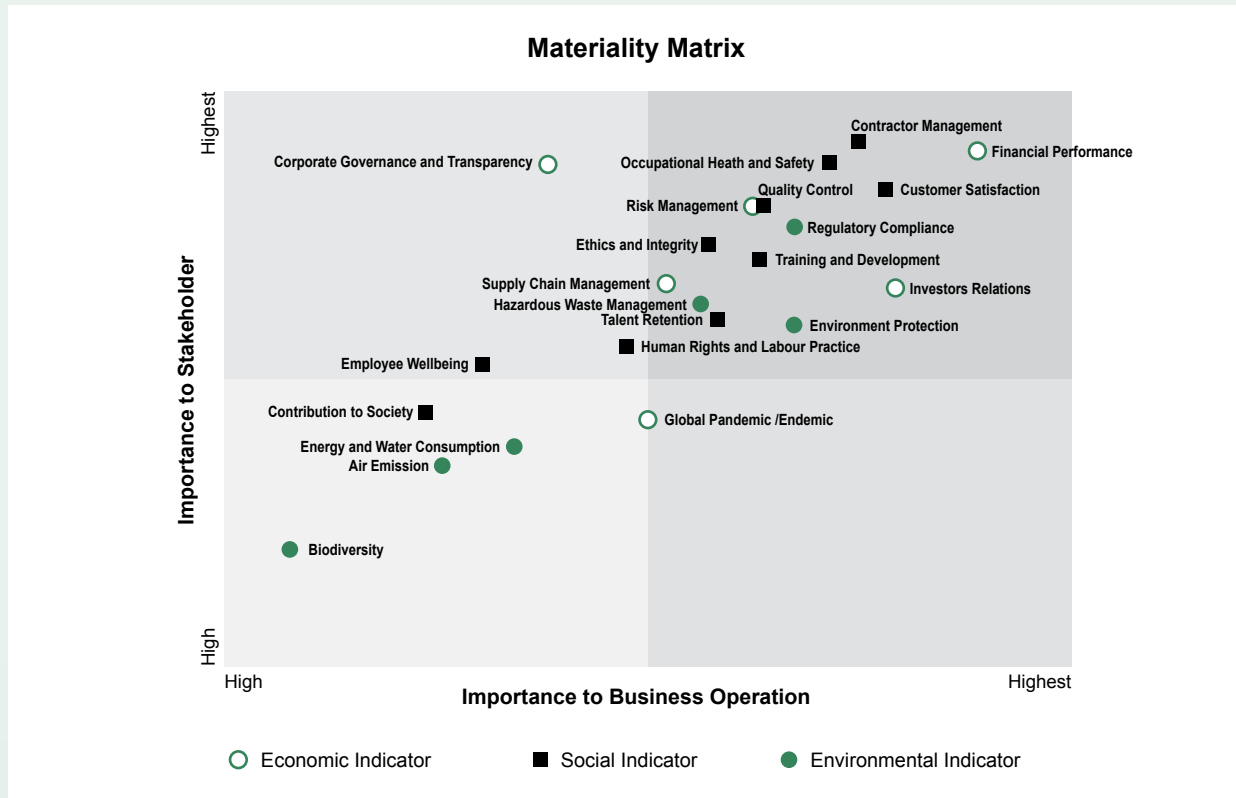 Materiality Matrix
Highest
Contractor Management
Corporate Governance and Transparency
Occupational Heath and Safety
Financial Performance
Quality Control
Customer Satisfaction
Risk Management
Regulatory Compliance
Ethics and Integrity
Training and Development
Supply Chain Management
Investors Relations
Hazardous Waste Management
Talent Retention
Environment Protection
Human Rights and Labour Practice
Employee Wellbeing
Importance to Stakeholder
Contribution to Society
Global Pandemic /Endemic
Energy and Water Consumption
Air Emission
Biodiversity
High
High
Importance to Business Operation
Highest
Economic Indicator
Social Indicator
Environmental Indicator